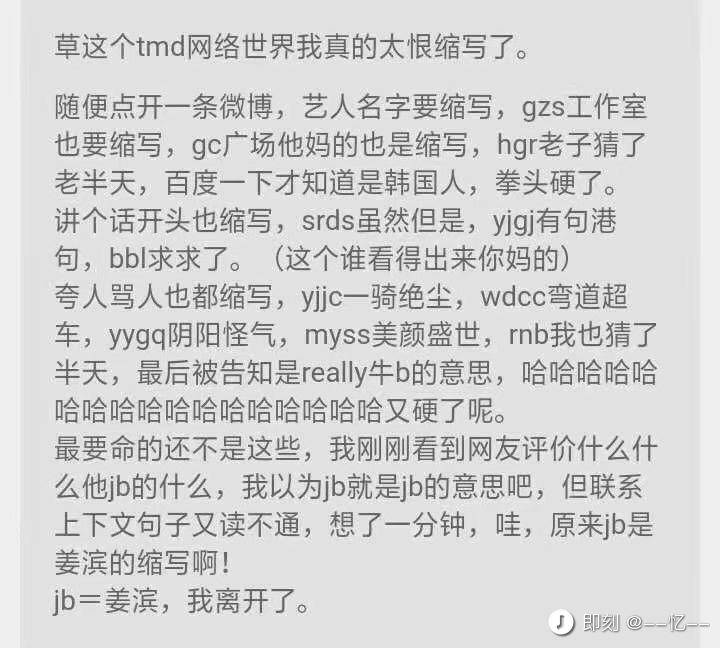 草这个tmd网络世界我真的太恨缩写了。
随便点开一条微博，艺人名字要缩写，gzs工作室
也要缩写，gc广场他妈的也是缩写，hgr老子猜了
老半天，百度一下才知道是韩国人，拳头硬了。
讲个话开头也缩写，srds虽然但是，yjgj有句港
句，bbl求求了。（这个谁看得出来你妈的）
夸人骂人也都缩写，yjjc一骑绝尘，wdcc弯道超
车，yygq阴阳怪气，myss美颜盛世，rnb我也猜了
半天，最后被告知是really牛b的意思，哈哈哈哈哈
哈哈哈哈哈哈哈哈哈哈哈哈又硬了呢。
最要命的还不是这些，我刚刚看到网友评价什么什
么他jb的什么，我以为jb就是jb的意思吧，但联系
上下文句子又读不通，想了一分钟，哇，原来jb是
姜滨的缩写啊！
jb＝姜滨，我离开了。
即刻 @−−忆−−